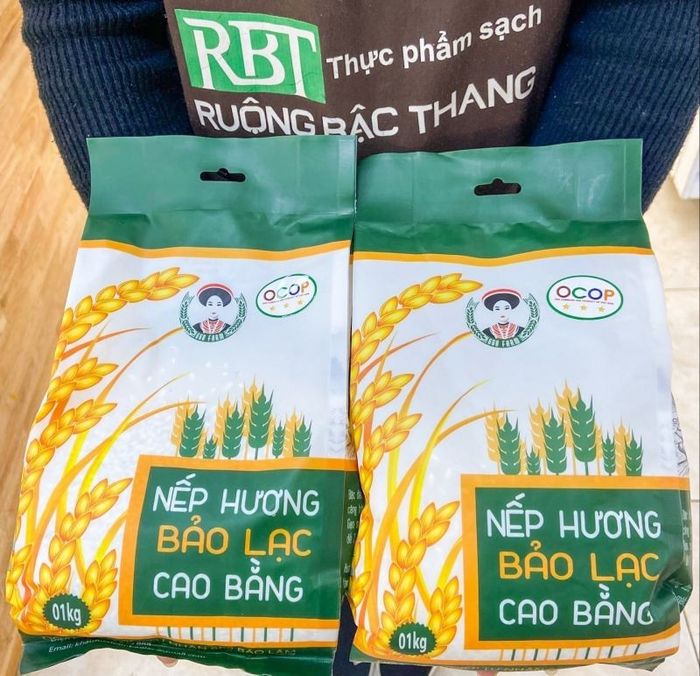 RBT
Thực phẩm sạch
RUỘNG BẬC THANG
OCOP
NẾP HƯƠNG
BẢO LẠC
CAO BẰNG
01kg
OCOP
NẾP HƯƠNG
BẢO LẠC
CAO BẰNG
01kg